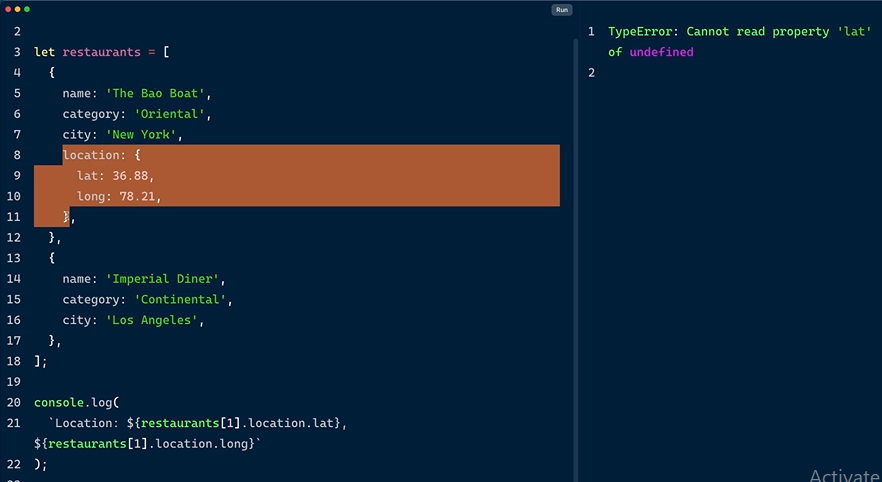 Run
2
3 let restaurants = [
4 {
5 name: 'The Bao Boat',
6 category: 'Oriental',
7 city: 'New York',
8 location: {
9 lat: 36.88,
10 long: 78.21,
11 },
12 },
13 {
14 name: 'Imperial Diner',
15 category: 'Continental',
16 city: 'Los Angeles',
17 },
18 ];
19
20 console.log(
21 `Location: ${restaurants[1].location.lat},
${restaurants[1].location.long}`
22 );
1 TypeError: Cannot read property 'lat'
of undefined
2
Activate